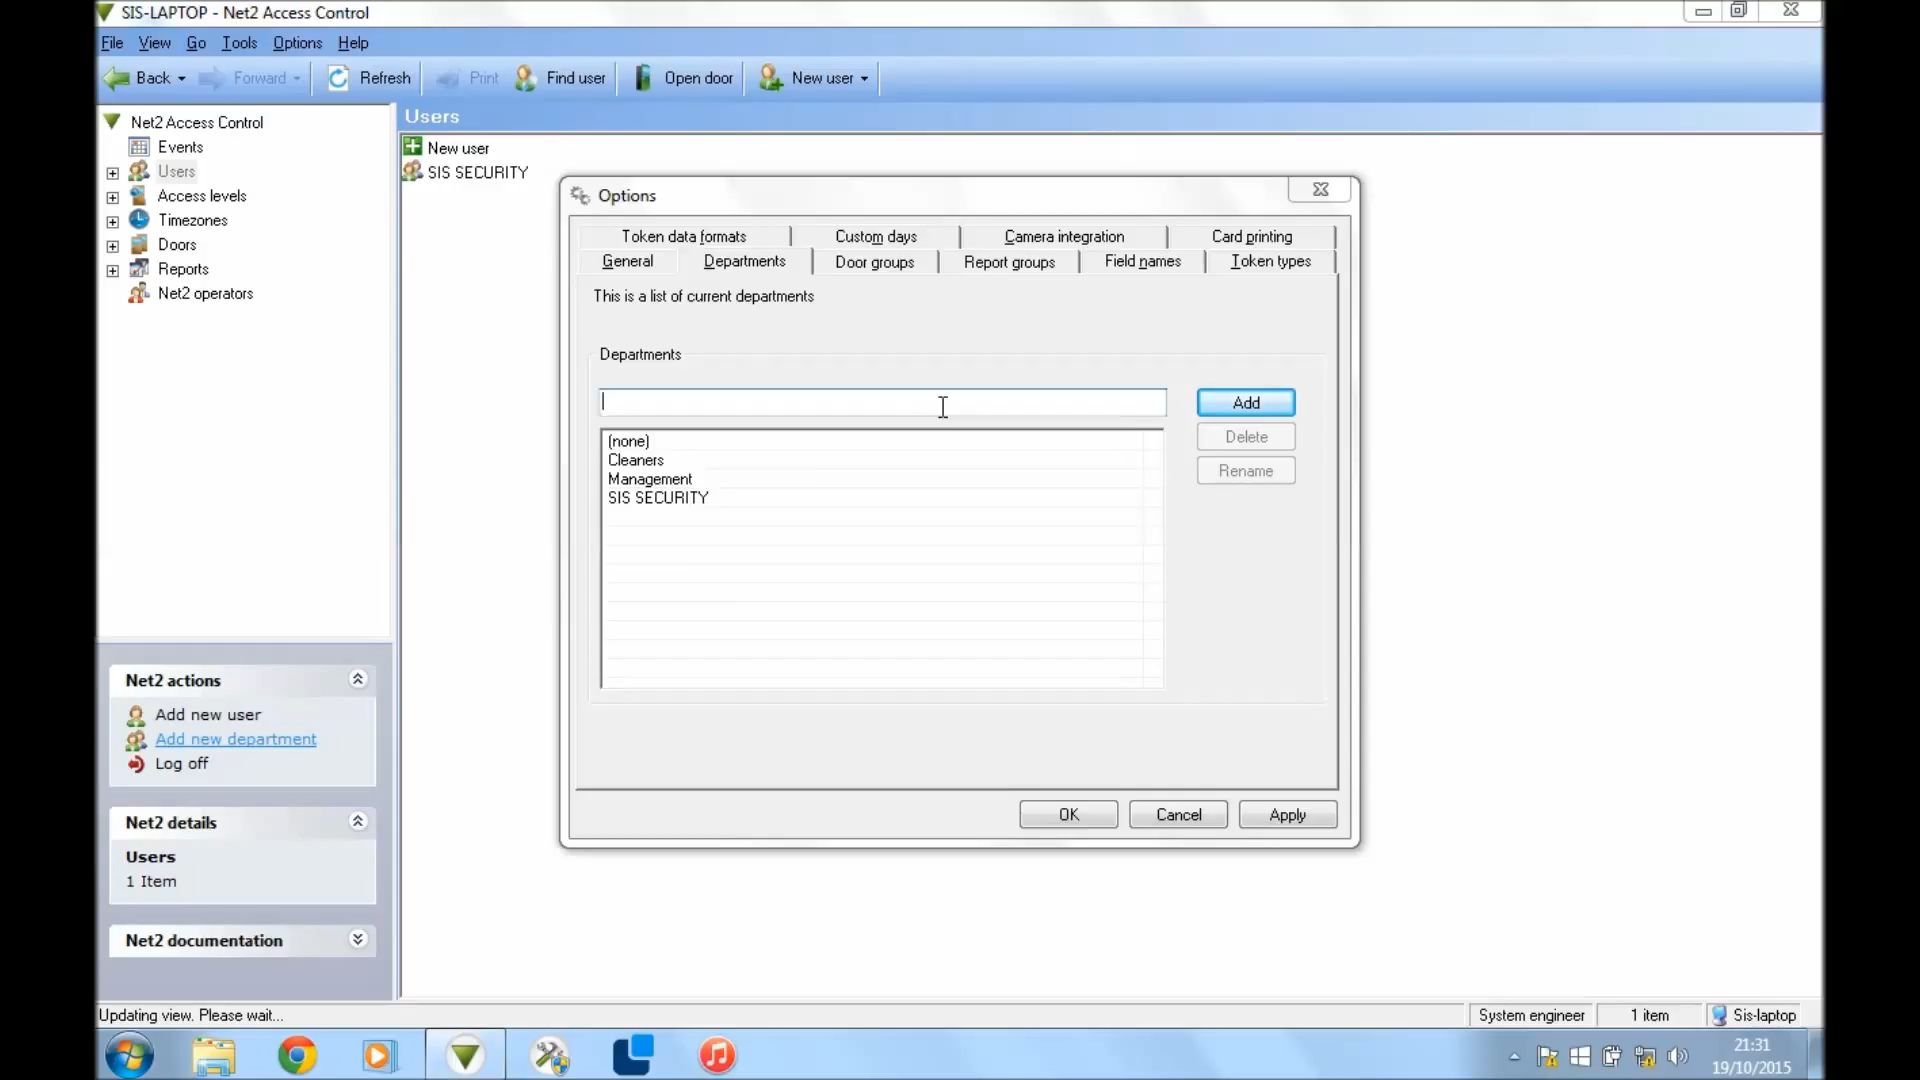 SIS-LAPTOP - Net2 Access Control
File View Go Tools Options Help
Back Forward Refresh Print Find user Open door New user
Net2 Access Control
Events
Users
Access levels
Timezones
Doors
Reports
Net2 operators
Users
New user
SIS SECURITY
Options
Token data formats Custom days Camera integration Card printing
General Departments Door groups Report groups Field names Token types
This is a list of current departments
Departments
Add
Delete
Rename
(none)
Cleaners
Management
SIS SECURITY
OK Cancel Apply
Net2 actions
Add new user
Add new department
Log off
Net2 details
Users
1 Item
Net2 documentation
Updating view. Please wait...
System engineer 1 item Sis-laptop
21:31
19/10/2015